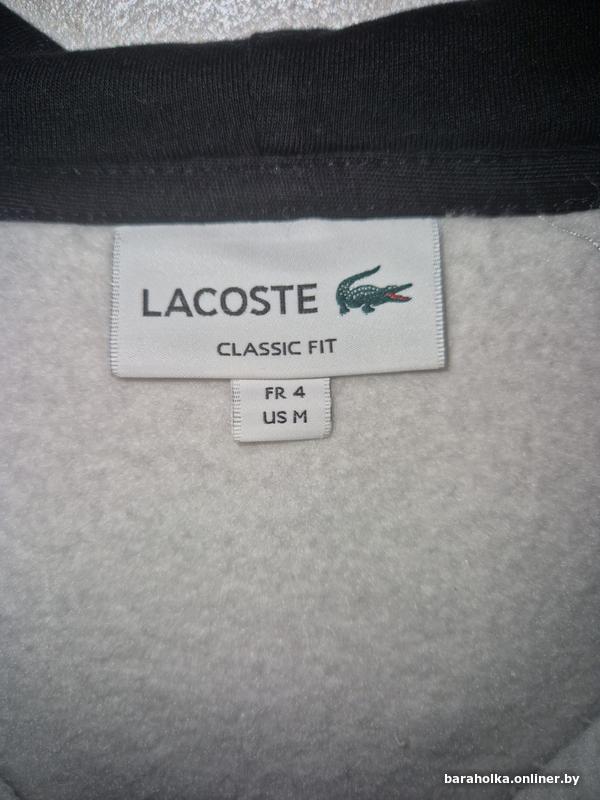 LACOSTE
CLASSIC FIT
FR 4
US M
baraholka.onliner.by